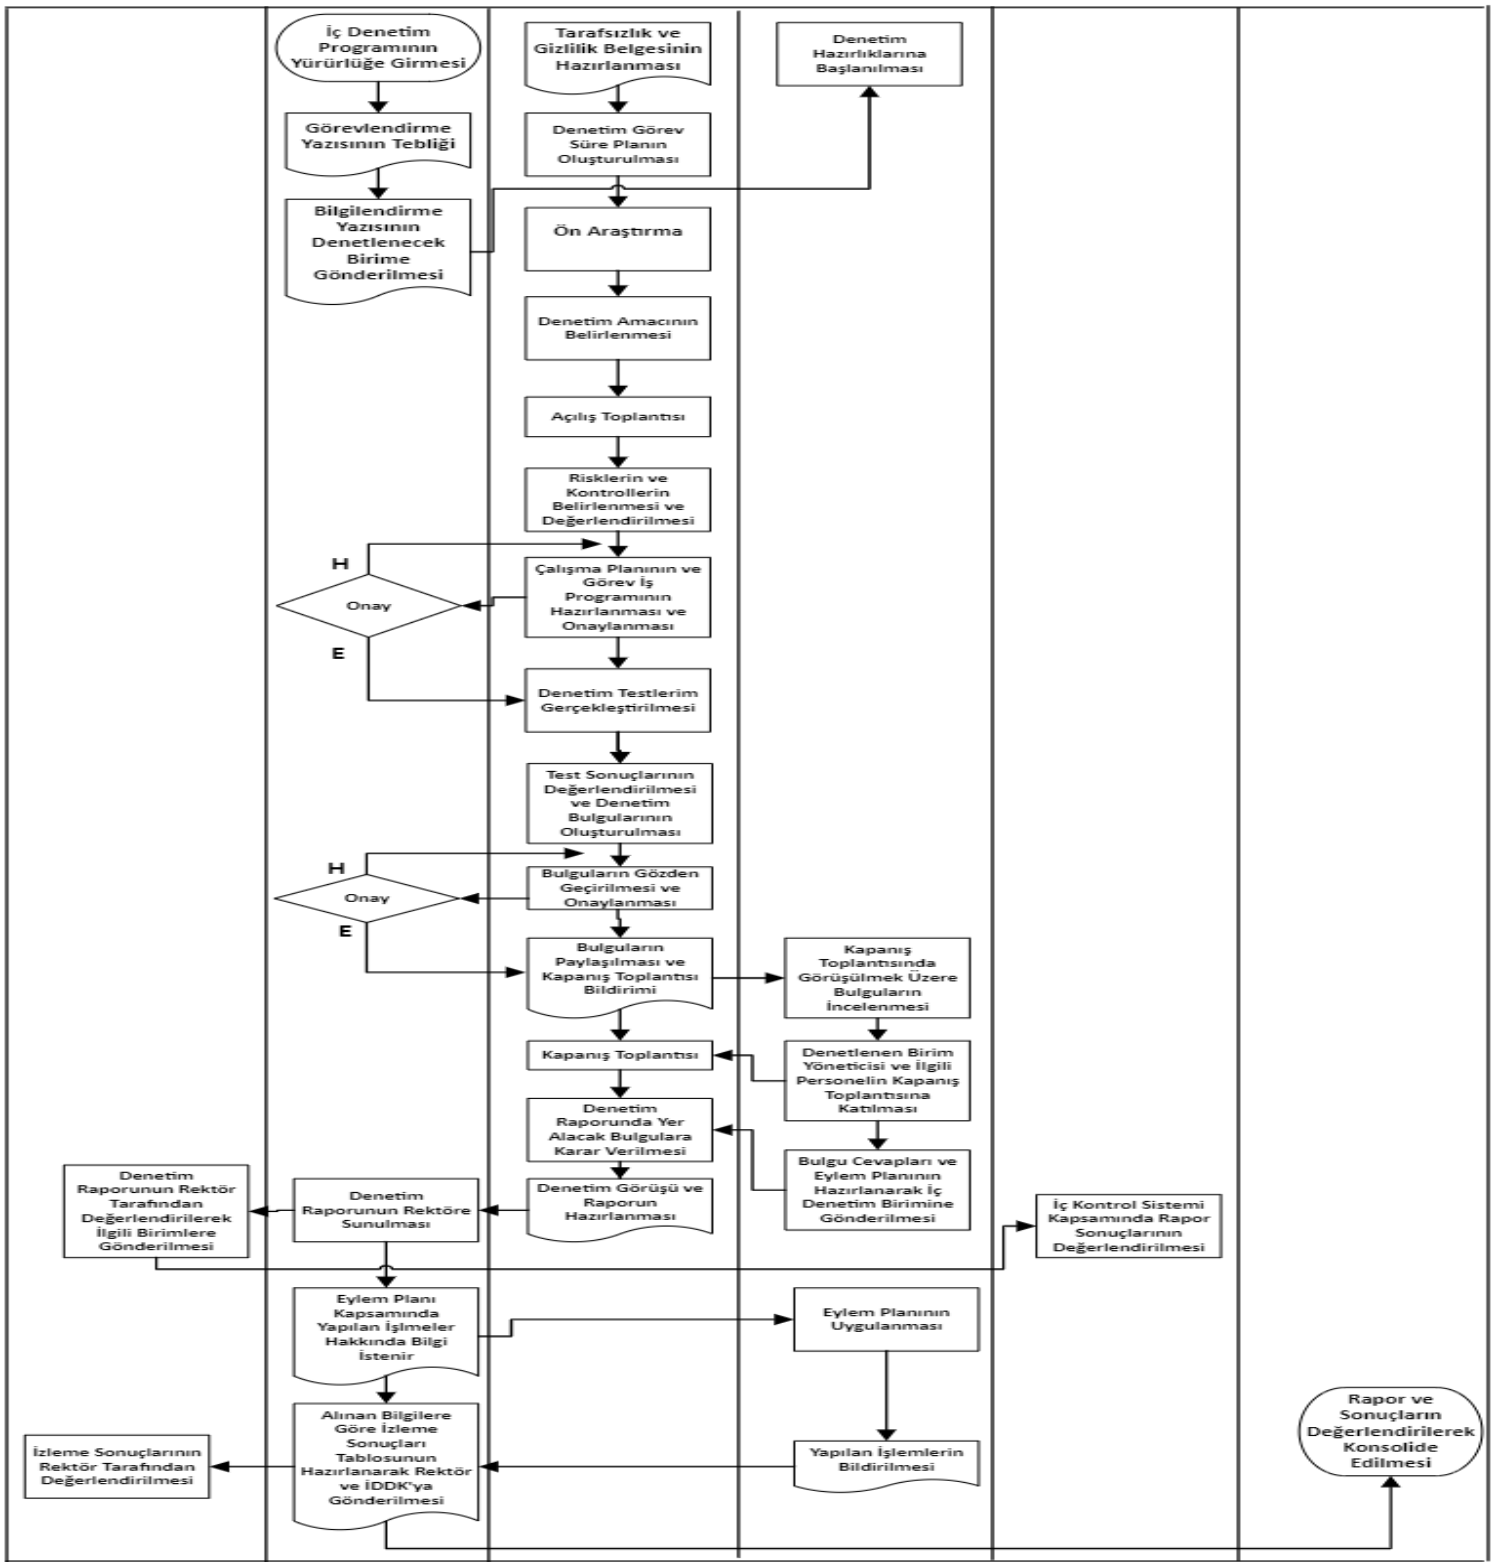 İç Denetim
Programının
Yürürlüğe Girmesi
Tarafsızlık ve
Gizlilik Belgesinin
Hazırlanması
Denetim
Hazırlıklarına
Başlanılması
Görevlendirme
Yazısının Tebliği
Denetim Görev
Süre Planın
Oluşturulması
Bilgilendirme
Yazısının
Denetlenecek
Birime
Gönderilmesi
Ön Araştırma
Denetim Amacının
Belirlenmesi
Açılış Toplantısı
Risklerin ve
Kontrollerin
Belirlenmesi ve
Değerlendirilmesi
H
Onay
E
Çalışma Planının ve
Görev İş
Programının
Hazırlanması ve
Onaylanması
Denetim Testlerim
Gerçekleştirilmesi
Test Sonuçlarının
Değerlendirilmesi
ve Denetim
Bulgularının
Oluşturulması
H
Onay
E
Bulguların Gözden
Geçirilmesi ve
Onaylanması
Bulguların
Paylaşılması ve
Kapanış Toplantısı
Bildirimi
Kapanış
Toplantısında
Görüşülmek Üzere
Bulguların
İncelenmesi
Kapanış Toplantısı
Denetlenen Birim
Yöneticisi ve İlgili
Personelin Kapanış
Toplantısına
Katılması
Denetim
Raporunda Yer
Alacak Bulgulara
Karar Verilmesi
Bulgu Cevapları ve
Eylem Planının
Hazırlanarak İç
Denetim Birimine
Gönderilmesi
Denetim
Raporunun Rektör
Tarafından
Değerlendirilerek
İlgili Birimlere
Gönderilmesi
Denetim
Raporunun Rektöre
Sunulması
Denetim Görüşü ve
Raporun
Hazırlanması
İç Kontrol Sistemi
Kapsamında Rapor
Sonuçlarının
Değerlendirilmesi
Eylem Planı
Kapsamında
Yapılan İşlmeler
Hakkında Bilgi
İstenir
Eylem Planının
Uygulanması
İzleme Sonuçlarının
Rektör Tarafından
Değerlendirilmesi
Alınan Bilgilere
Göre İzleme
Sonuçları
Tablosunun
Hazırlanarak Rektör
ve İDDK'ya
Gönderilmesi
Yapılan İşlemlerin
Bildirilmesi
Rapor ve
Sonuçların
Değerlendirilerek
Konsolide
Edilmesi